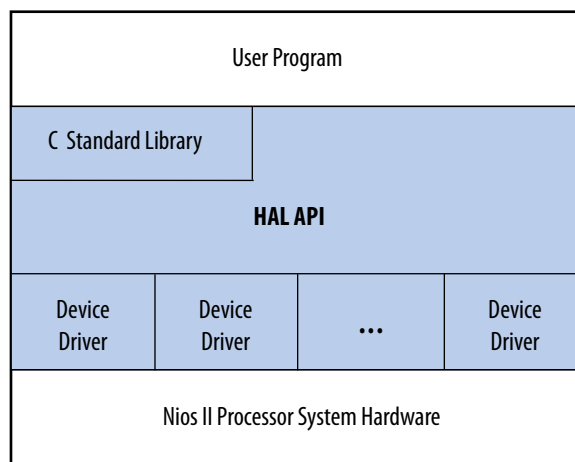 User Program
C Standard Library
HAL API
Device
Driver
Device
Driver
...
Device
Driver
Nios II Processor System Hardware